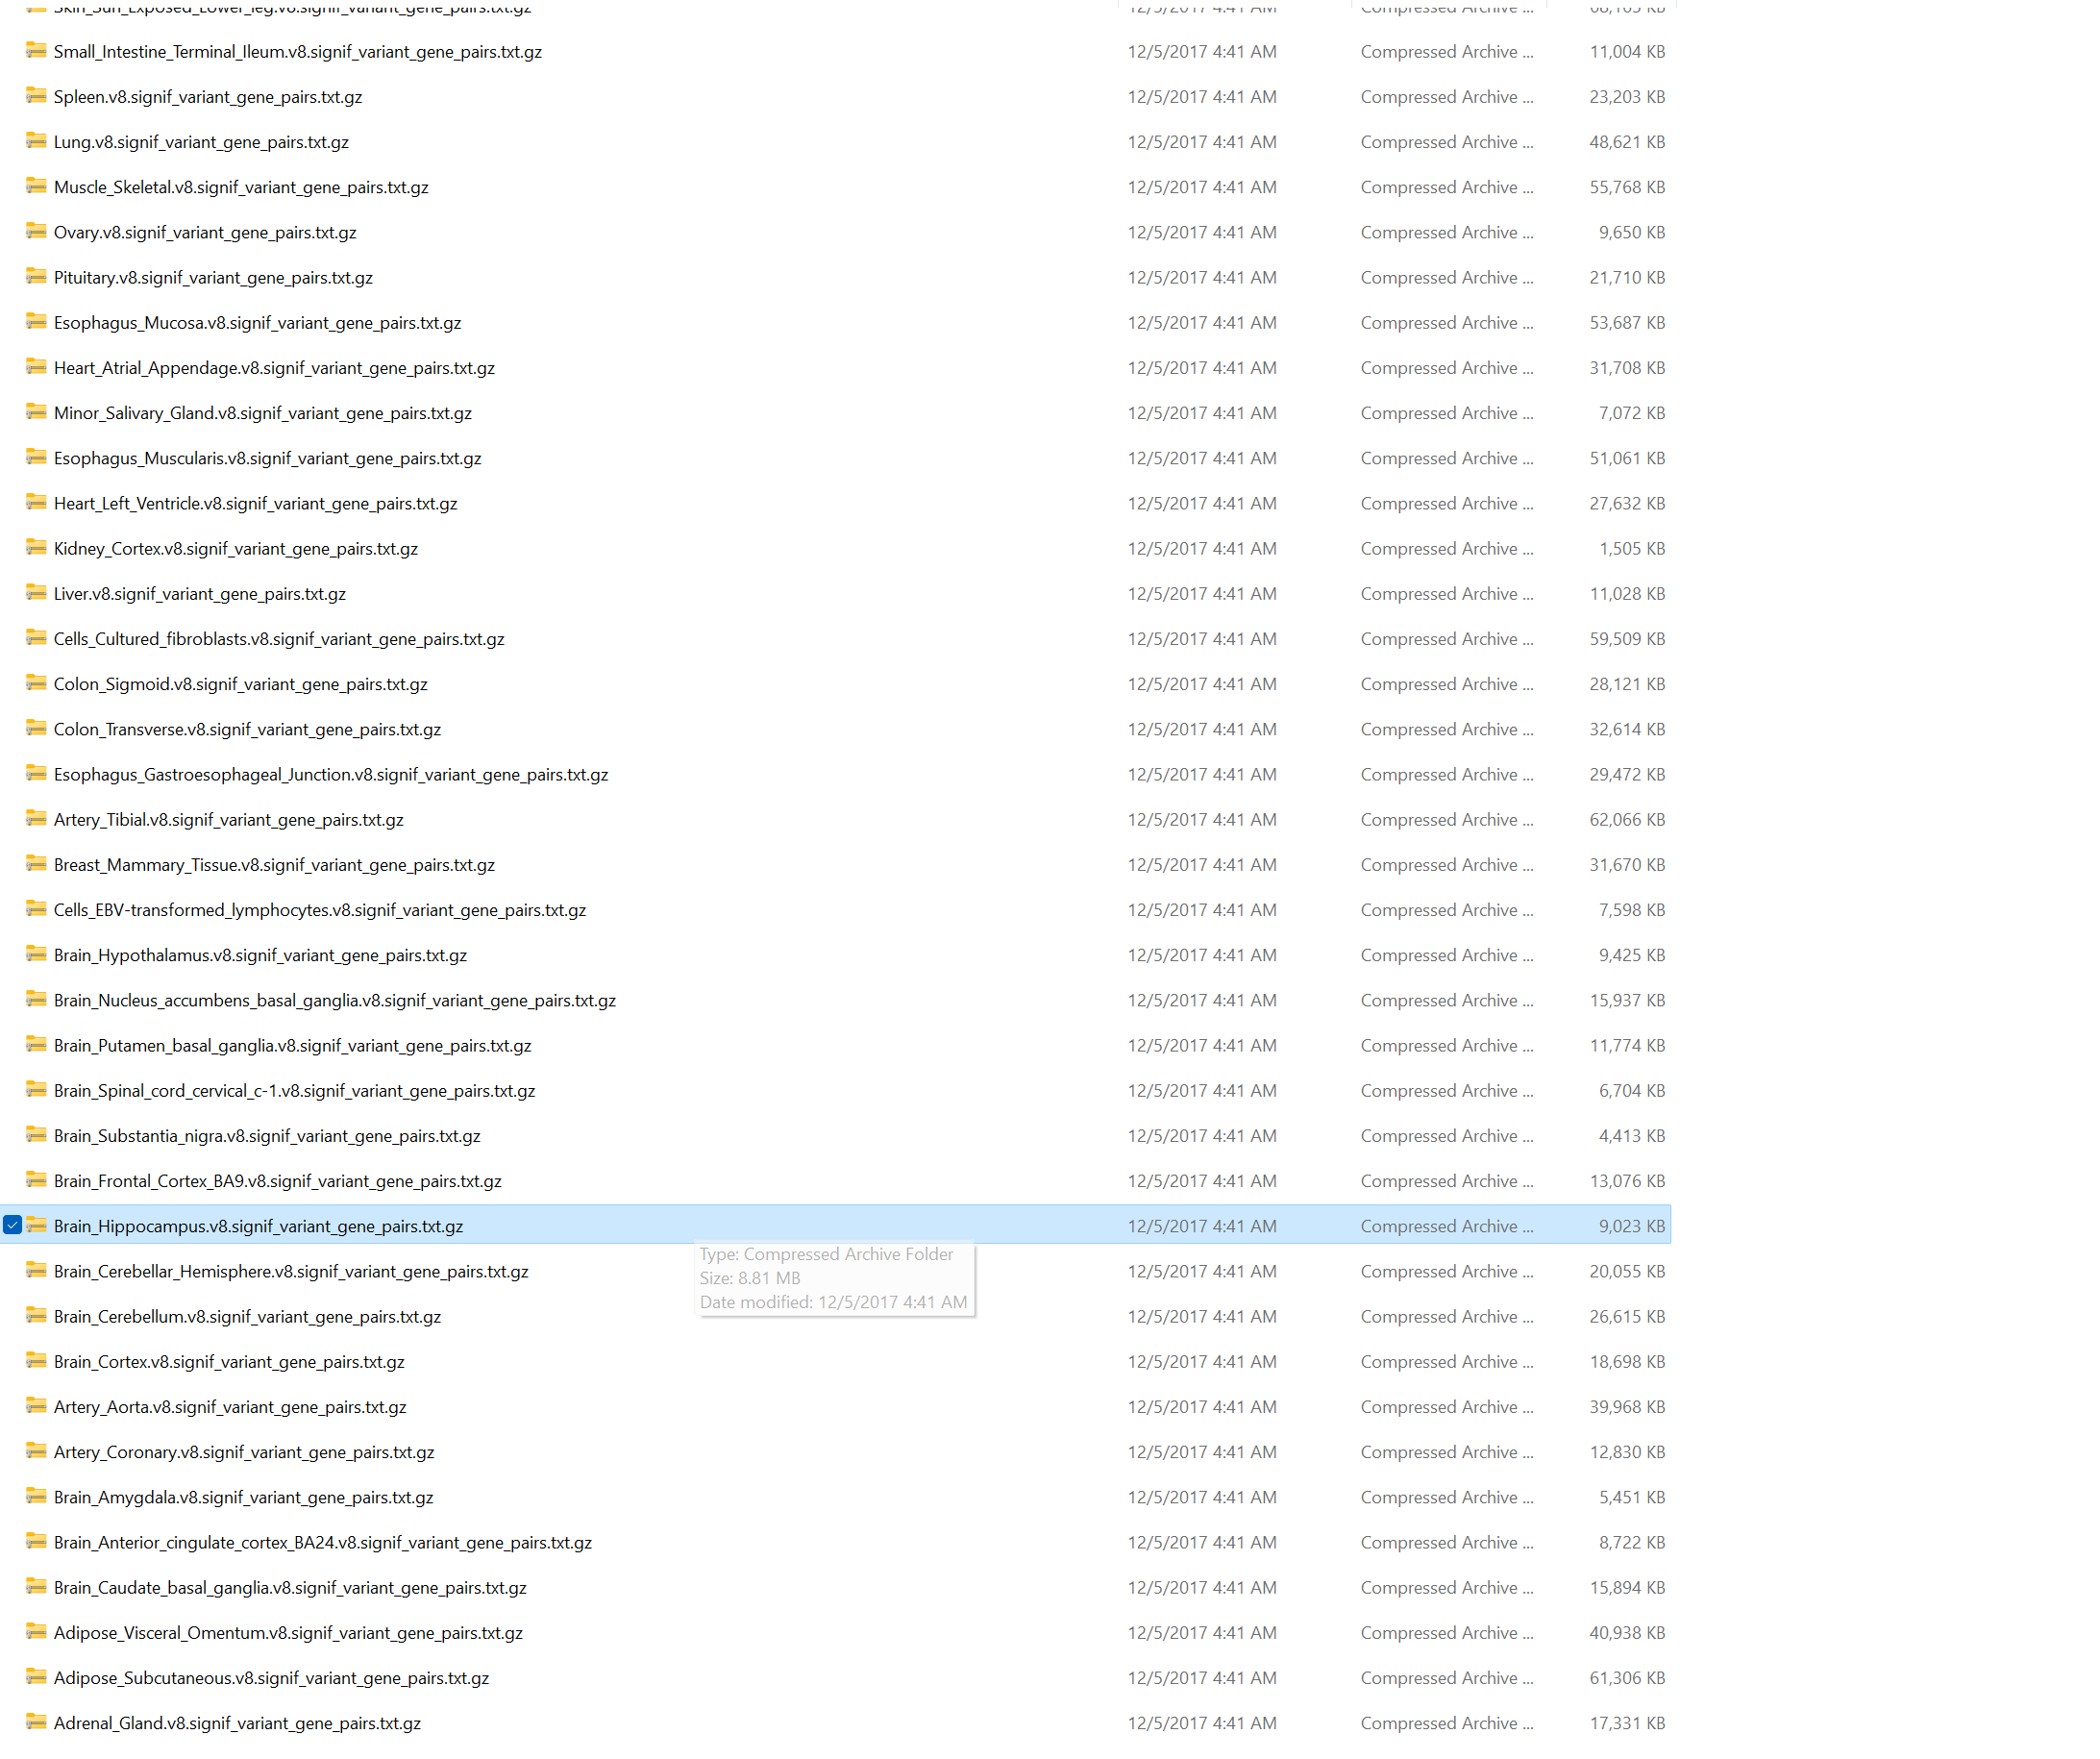 Skin_Sun_Exposed_Lower_leg.v8.signif_variant_gene_pairs.txt.gz 12/5/2017 4:41 AM Compressed Archive ...
Small_Intestine_Terminal_Ileum.v8.signif_variant_gene_pairs.txt.gz 12/5/2017 4:41 AM Compressed Archive ... 11,004 KB
Spleen.v8.signif_variant_gene_pairs.txt.gz 12/5/2017 4:41 AM Compressed Archive ... 23,203 KB
Lung.v8.signif_variant_gene_pairs.txt.gz 12/5/2017 4:41 AM Compressed Archive ... 48,621 KB
Muscle_Skeletal.v8.signif_variant_gene_pairs.txt.gz 12/5/2017 4:41 AM Compressed Archive ... 55,768 KB
Ovary.v8.signif_variant_gene_pairs.txt.gz 12/5/2017 4:41 AM Compressed Archive ... 9,650 KB
Pituitary.v8.signif_variant_gene_pairs.txt.gz 12/5/2017 4:41 AM Compressed Archive ... 21,710 KB
Esophagus_Mucosa.v8.signif_variant_gene_pairs.txt.gz 12/5/2017 4:41 AM Compressed Archive ... 53,687 KB
Heart_Atrial_Appendage.v8.signif_variant_gene_pairs.txt.gz 12/5/2017 4:41 AM Compressed Archive ... 31,708 KB
Minor_Salivary_Gland.v8.signif_variant_gene_pairs.txt.gz 12/5/2017 4:41 AM Compressed Archive ... 7,072 KB
Esophagus_Muscularis.v8.signif_variant_gene_pairs.txt.gz 12/5/2017 4:41 AM Compressed Archive ... 51,061 KB
Heart_Left_Ventricle.v8.signif_variant_gene_pairs.txt.gz 12/5/2017 4:41 AM Compressed Archive ... 27,632 KB
Kidney_Cortex.v8.signif_variant_gene_pairs.txt.gz 12/5/2017 4:41 AM Compressed Archive ... 1,505 KB
Liver.v8.signif_variant_gene_pairs.txt.gz 12/5/2017 4:41 AM Compressed Archive ... 11,028 KB
Cells_Cultured_fibroblasts.v8.signif_variant_gene_pairs.txt.gz 12/5/2017 4:41 AM Compressed Archive ... 59,509 KB
Colon_Sigmoid.v8.signif_variant_gene_pairs.txt.gz 12/5/2017 4:41 AM Compressed Archive ... 28,121 KB
Colon_Transverse.v8.signif_variant_gene_pairs.txt.gz 12/5/2017 4:41 AM Compressed Archive ... 32,614 KB
Esophagus_Gastroesophageal_Junction.v8.signif_variant_gene_pairs.txt.gz 12/5/2017 4:41 AM Compressed Archive ... 29,472 KB
Artery_Tibial.v8.signif_variant_gene_pairs.txt.gz 12/5/2017 4:41 AM Compressed Archive ... 62,066 KB
Breast_Mammary_Tissue.v8.signif_variant_gene_pairs.txt.gz 12/5/2017 4:41 AM Compressed Archive ... 31,670 KB
Cells_EBV-transformed_lymphocytes.v8.signif_variant_gene_pairs.txt.gz 12/5/2017 4:41 AM Compressed Archive ... 7,598 KB
Brain_Hypothalamus.v8.signif_variant_gene_pairs.txt.gz 12/5/2017 4:41 AM Compressed Archive ... 9,425 KB
Brain_Nucleus_accumbens_basal_ganglia.v8.signif_variant_gene_pairs.txt.gz 12/5/2017 4:41 AM Compressed Archive ... 15,937 KB
Brain_Putamen_basal_ganglia.v8.signif_variant_gene_pairs.txt.gz 12/5/2017 4:41 AM Compressed Archive ... 11,774 KB
Brain_Spinal_cord_cervical_c-1.v8.signif_variant_gene_pairs.txt.gz 12/5/2017 4:41 AM Compressed Archive ... 6,704 KB
Brain_Substantia_nigra.v8.signif_variant_gene_pairs.txt.gz 12/5/2017 4:41 AM Compressed Archive ... 4,413 KB
Brain_Frontal_Cortex_BA9.v8.signif_variant_gene_pairs.txt.gz 12/5/2017 4:41 AM Compressed Archive ... 13,076 KB
Brain_Hippocampus.v8.signif_variant_gene_pairs.txt.gz 12/5/2017 4:41 AM Compressed Archive ... 9,023 KB
Type: Compressed Archive Folder
Size: 8.81 MB
Date modified: 12/5/2017 4:41 AM
Brain_Cerebellar_Hemisphere.v8.signif_variant_gene_pairs.txt.gz 12/5/2017 4:41 AM Compressed Archive ... 20,055 KB
Brain_Cerebellum.v8.signif_variant_gene_pairs.txt.gz 12/5/2017 4:41 AM Compressed Archive ... 26,615 KB
Brain_Cortex.v8.signif_variant_gene_pairs.txt.gz 12/5/2017 4:41 AM Compressed Archive ... 18,698 KB
Artery_Aorta.v8.signif_variant_gene_pairs.txt.gz 12/5/2017 4:41 AM Compressed Archive ... 39,968 KB
Artery_Coronary.v8.signif_variant_gene_pairs.txt.gz 12/5/2017 4:41 AM Compressed Archive ... 12,830 KB
Brain_Amygdala.v8.signif_variant_gene_pairs.txt.gz 12/5/2017 4:41 AM Compressed Archive ... 5,451 KB
Brain_Anterior_cingulate_cortex_BA24.v8.signif_variant_gene_pairs.txt.gz 12/5/2017 4:41 AM Compressed Archive ... 8,722 KB
Brain_Caudate_basal_ganglia.v8.signif_variant_gene_pairs.txt.gz 12/5/2017 4:41 AM Compressed Archive ... 15,894 KB
Adipose_Visceral_Omentum.v8.signif_variant_gene_pairs.txt.gz 12/5/2017 4:41 AM Compressed Archive ... 40,938 KB
Adipose_Subcutaneous.v8.signif_variant_gene_pairs.txt.gz 12/5/2017 4:41 AM Compressed Archive ... 61,306 KB
Adrenal_Gland.v8.signif_variant_gene_pairs.txt.gz 12/5/2017 4:41 AM Compressed Archive ... 17,331 KB